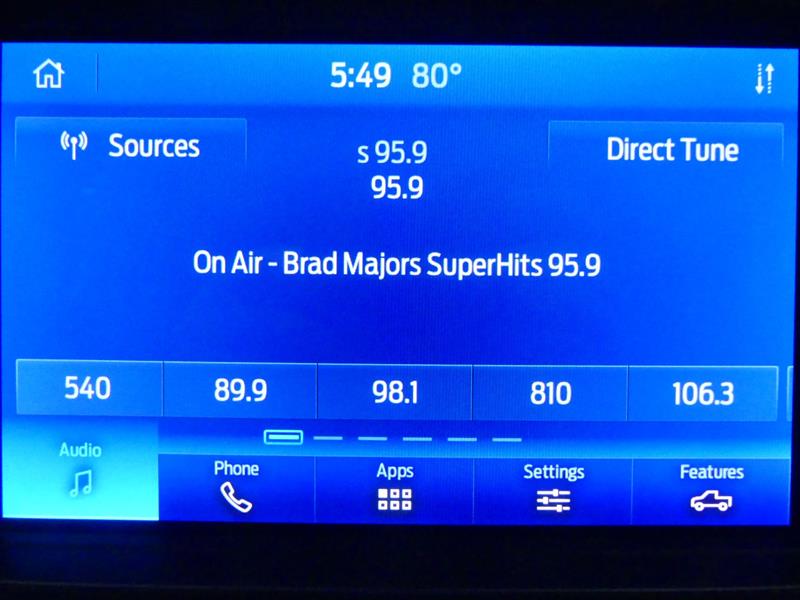 5:49 80°
Sources
s 95.9
95.9
Direct Tune
On Air - Brad Majors SuperHits 95.9
540 89.9 98.1 810 106.3
Audio Phone Apps Settings Features